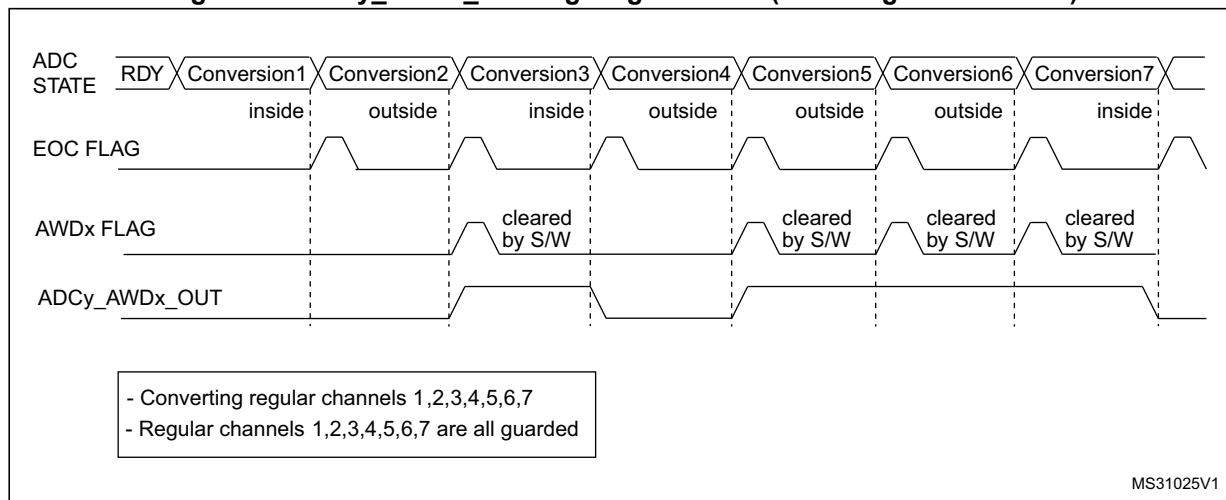 ADC
STATE
RDY Conversion1 Conversion2 Conversion3 Conversion4 Conversion5 Conversion6 Conversion7
inside outside inside outside outside outside inside
EOC FLAG
AWDx FLAG
cleared
by S/W
cleared
by S/W
cleared
by S/W
cleared
by S/W
ADCy_AWDx_OUT
- Converting regular channels 1,2,3,4,5,6,7
- Regular channels 1,2,3,4,5,6,7 are all guarded
MS31025V1